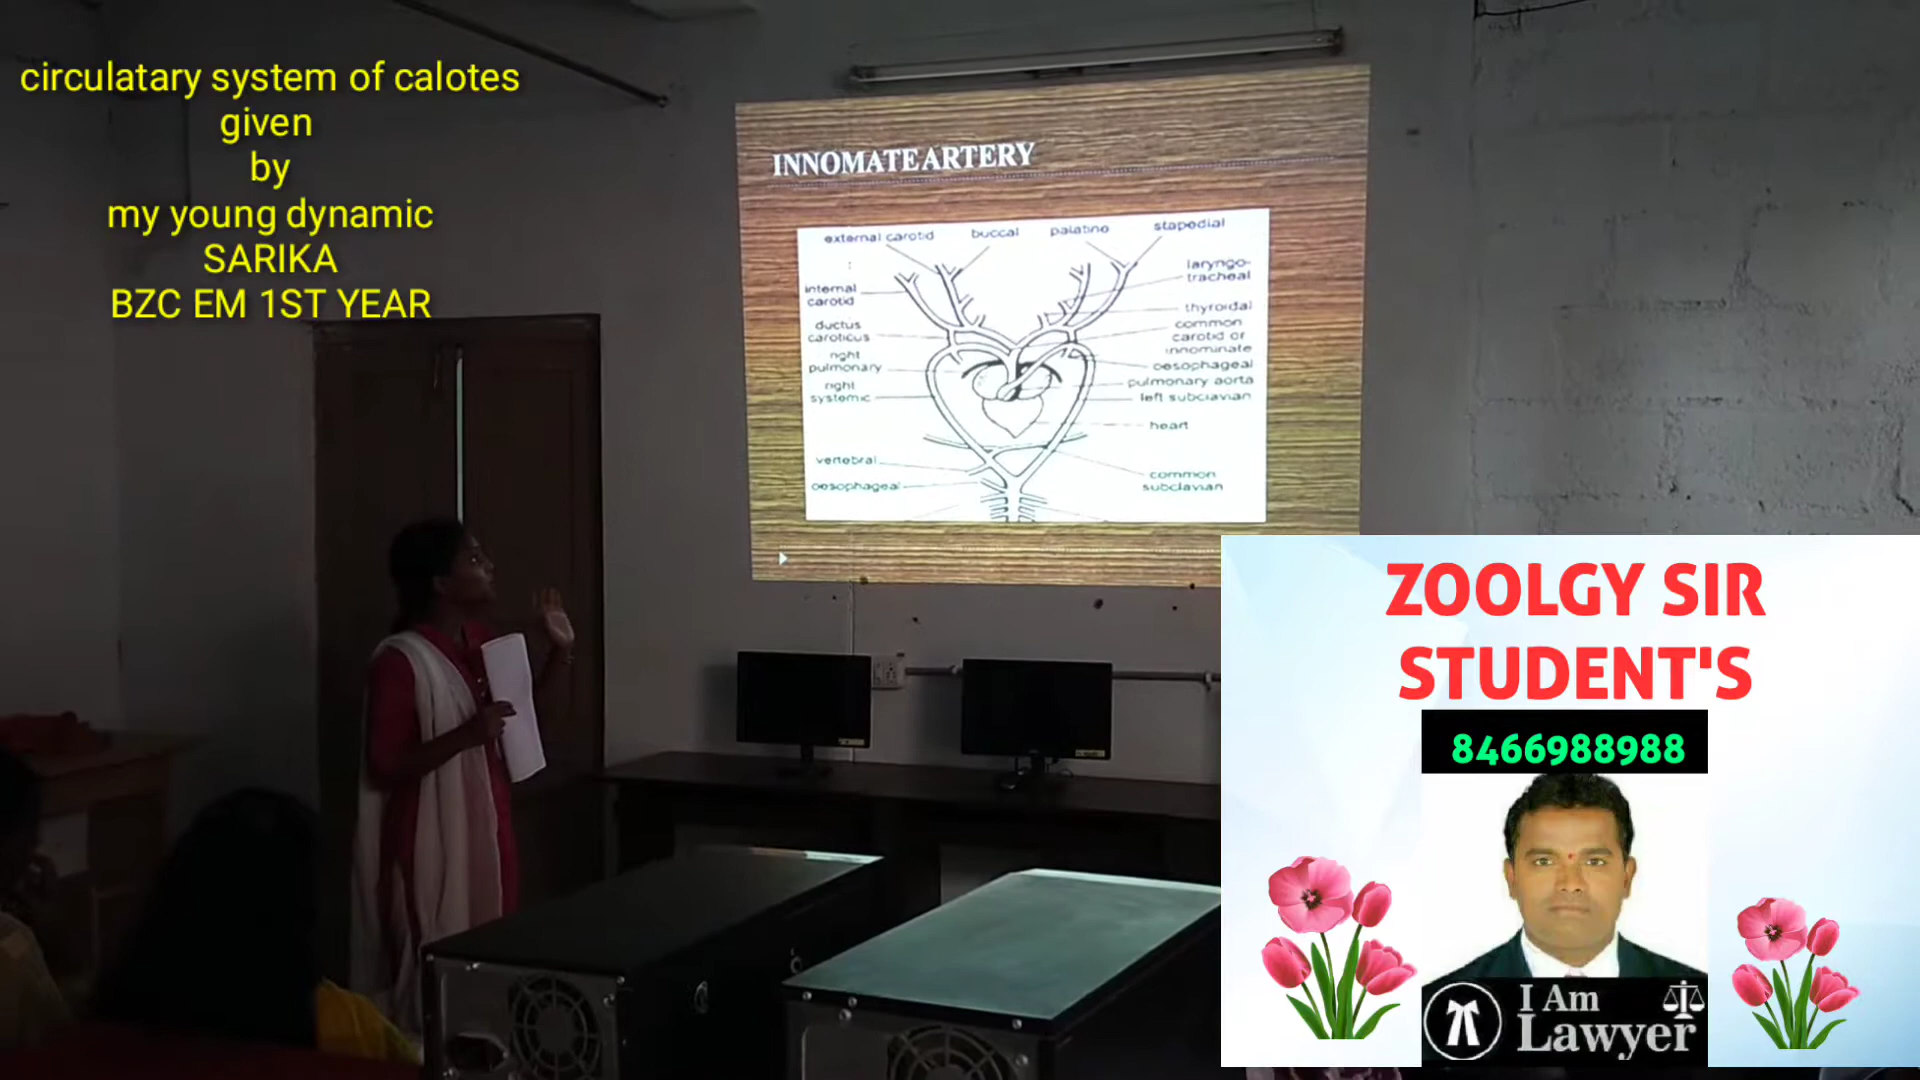 circulatary system of calotes
given
by
my young dynamic
SARIKA
BZC EM 1ST YEAR
INNOMATE ARTERY
external carotid
buccal
palatine
stapedial
internal
carotid
ductus
caroticus
right
pulmonary
right
systemic
vertebral
oesophageal
laryngo-
tracheal
thyroidal
common
carotid or
innominate
oesophageal
pulmonary aorta
left subclavian
heart
common
subclavian
ZOOLGY SIR
STUDENT'S
8466988988
I Am
Lawyer